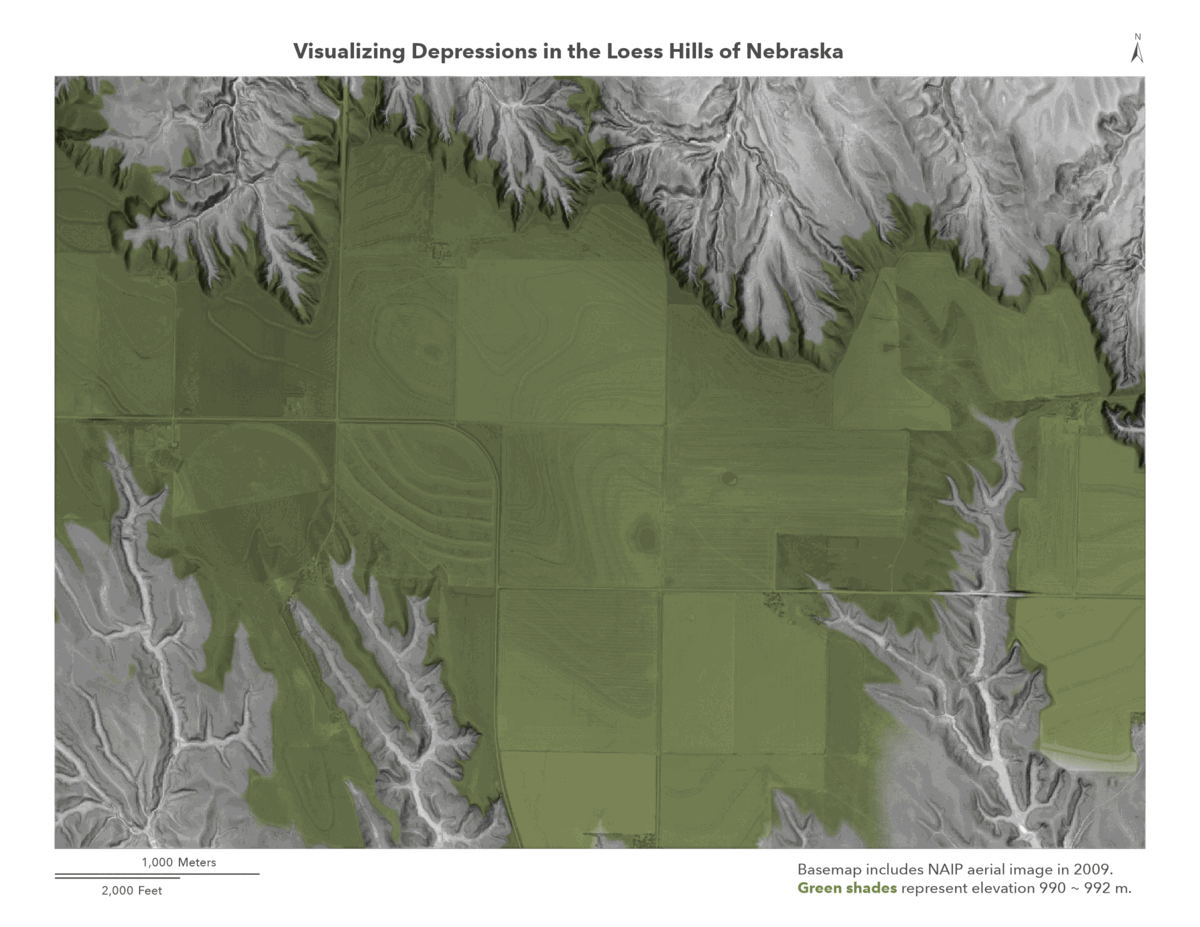 Visualizing Depressions in the Loess Hills of Nebraska
N
1,000 Meters
2,000 Feet
Basemap includes NAIP aerial image in 2009.
Green shades represent elevation 990 ~ 992 m.